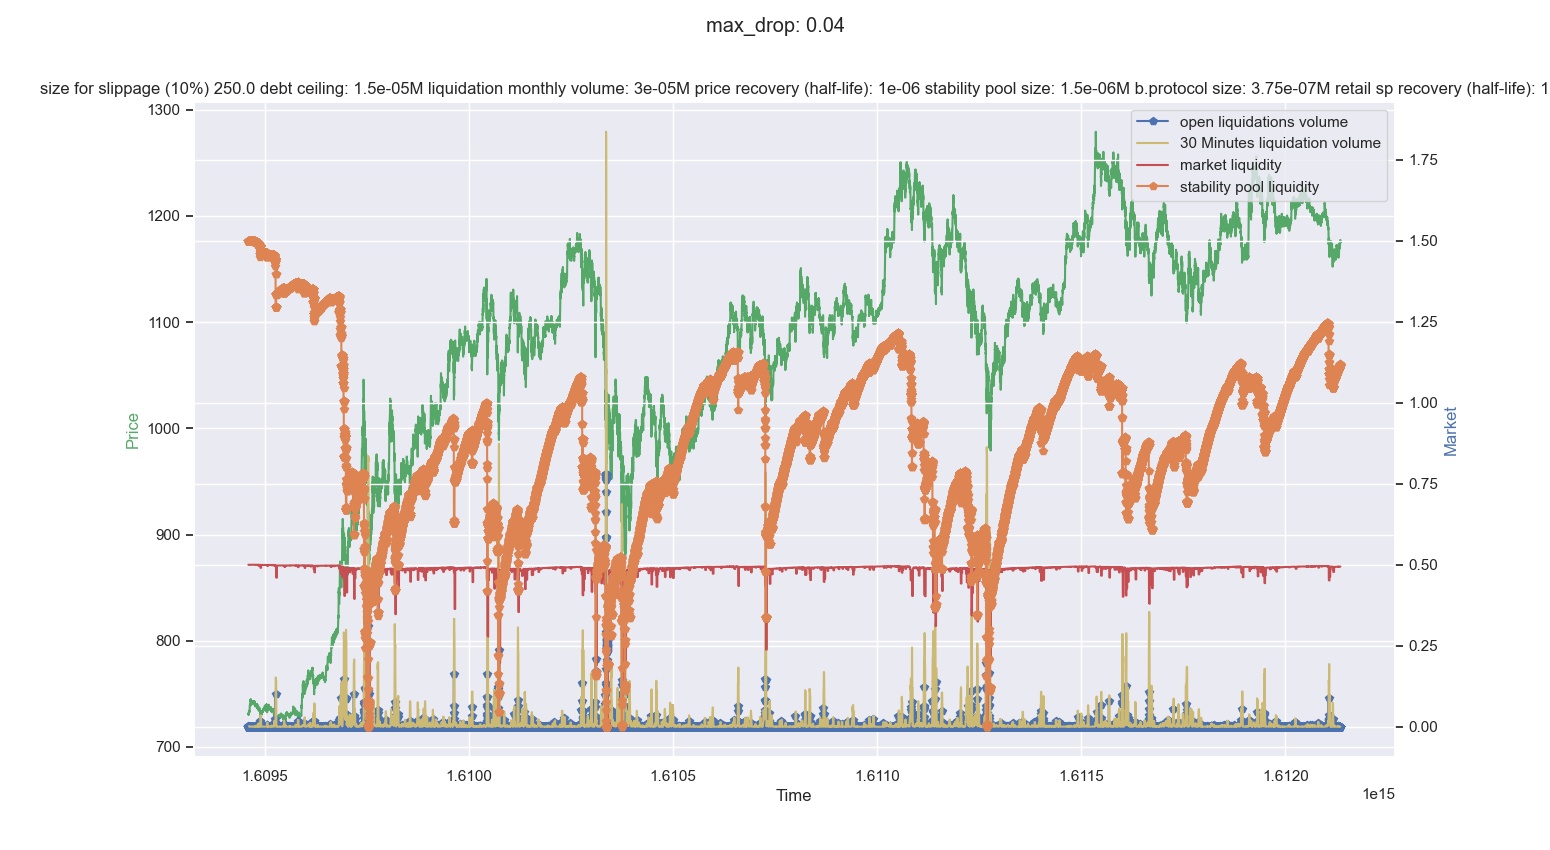 max_drop: 0.04
size for slippage (10%) 250.0 debt ceiling: 1.5e-05M liquidation monthly volume: 3e-05M price recovery (half-life): 1e-06 stability pool size: 1.5e-06M b.protocol size: 3.75e-07M retail sp recovery (half-life): 1
open liquidations volume
30 Minutes liquidation volume
market liquidity
stability pool liquidity
1300
1200
1100
1000
900
800
700
Price
1.75
1.50
1.25
1.00
0.75
0.50
0.25
0.00
Market
1.6095 1.6100 1.6105 1.6110 1.6115 1.6120
1e15
Time